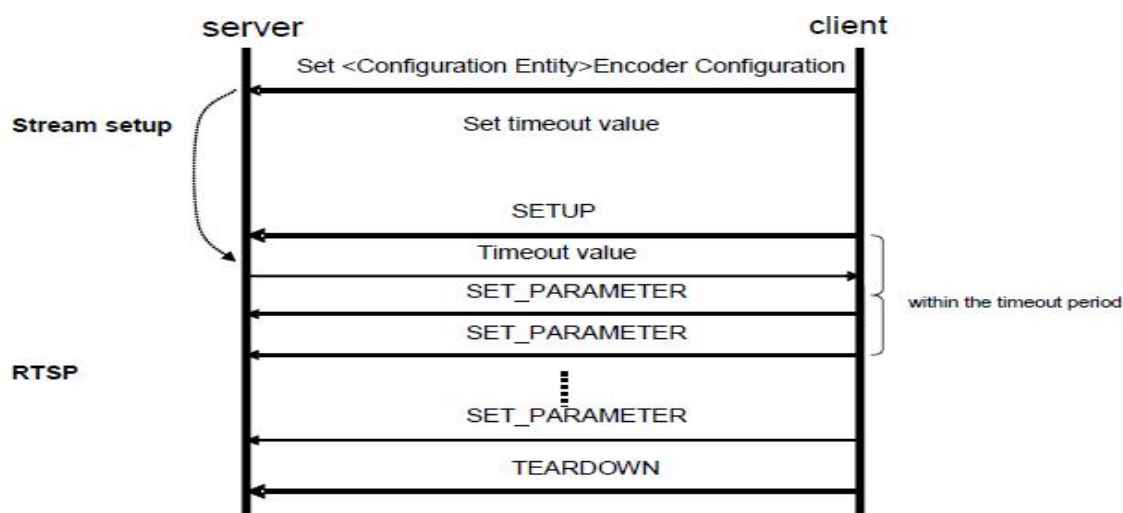 server
client
Set <Configuration Entity>Encoder Configuration
Stream setup
Set timeout value
SETUP
Timeout value
SET_PARAMETER
within the timeout period
SET_PARAMETER
RTSP
SET_PARAMETER
TEARDOWN